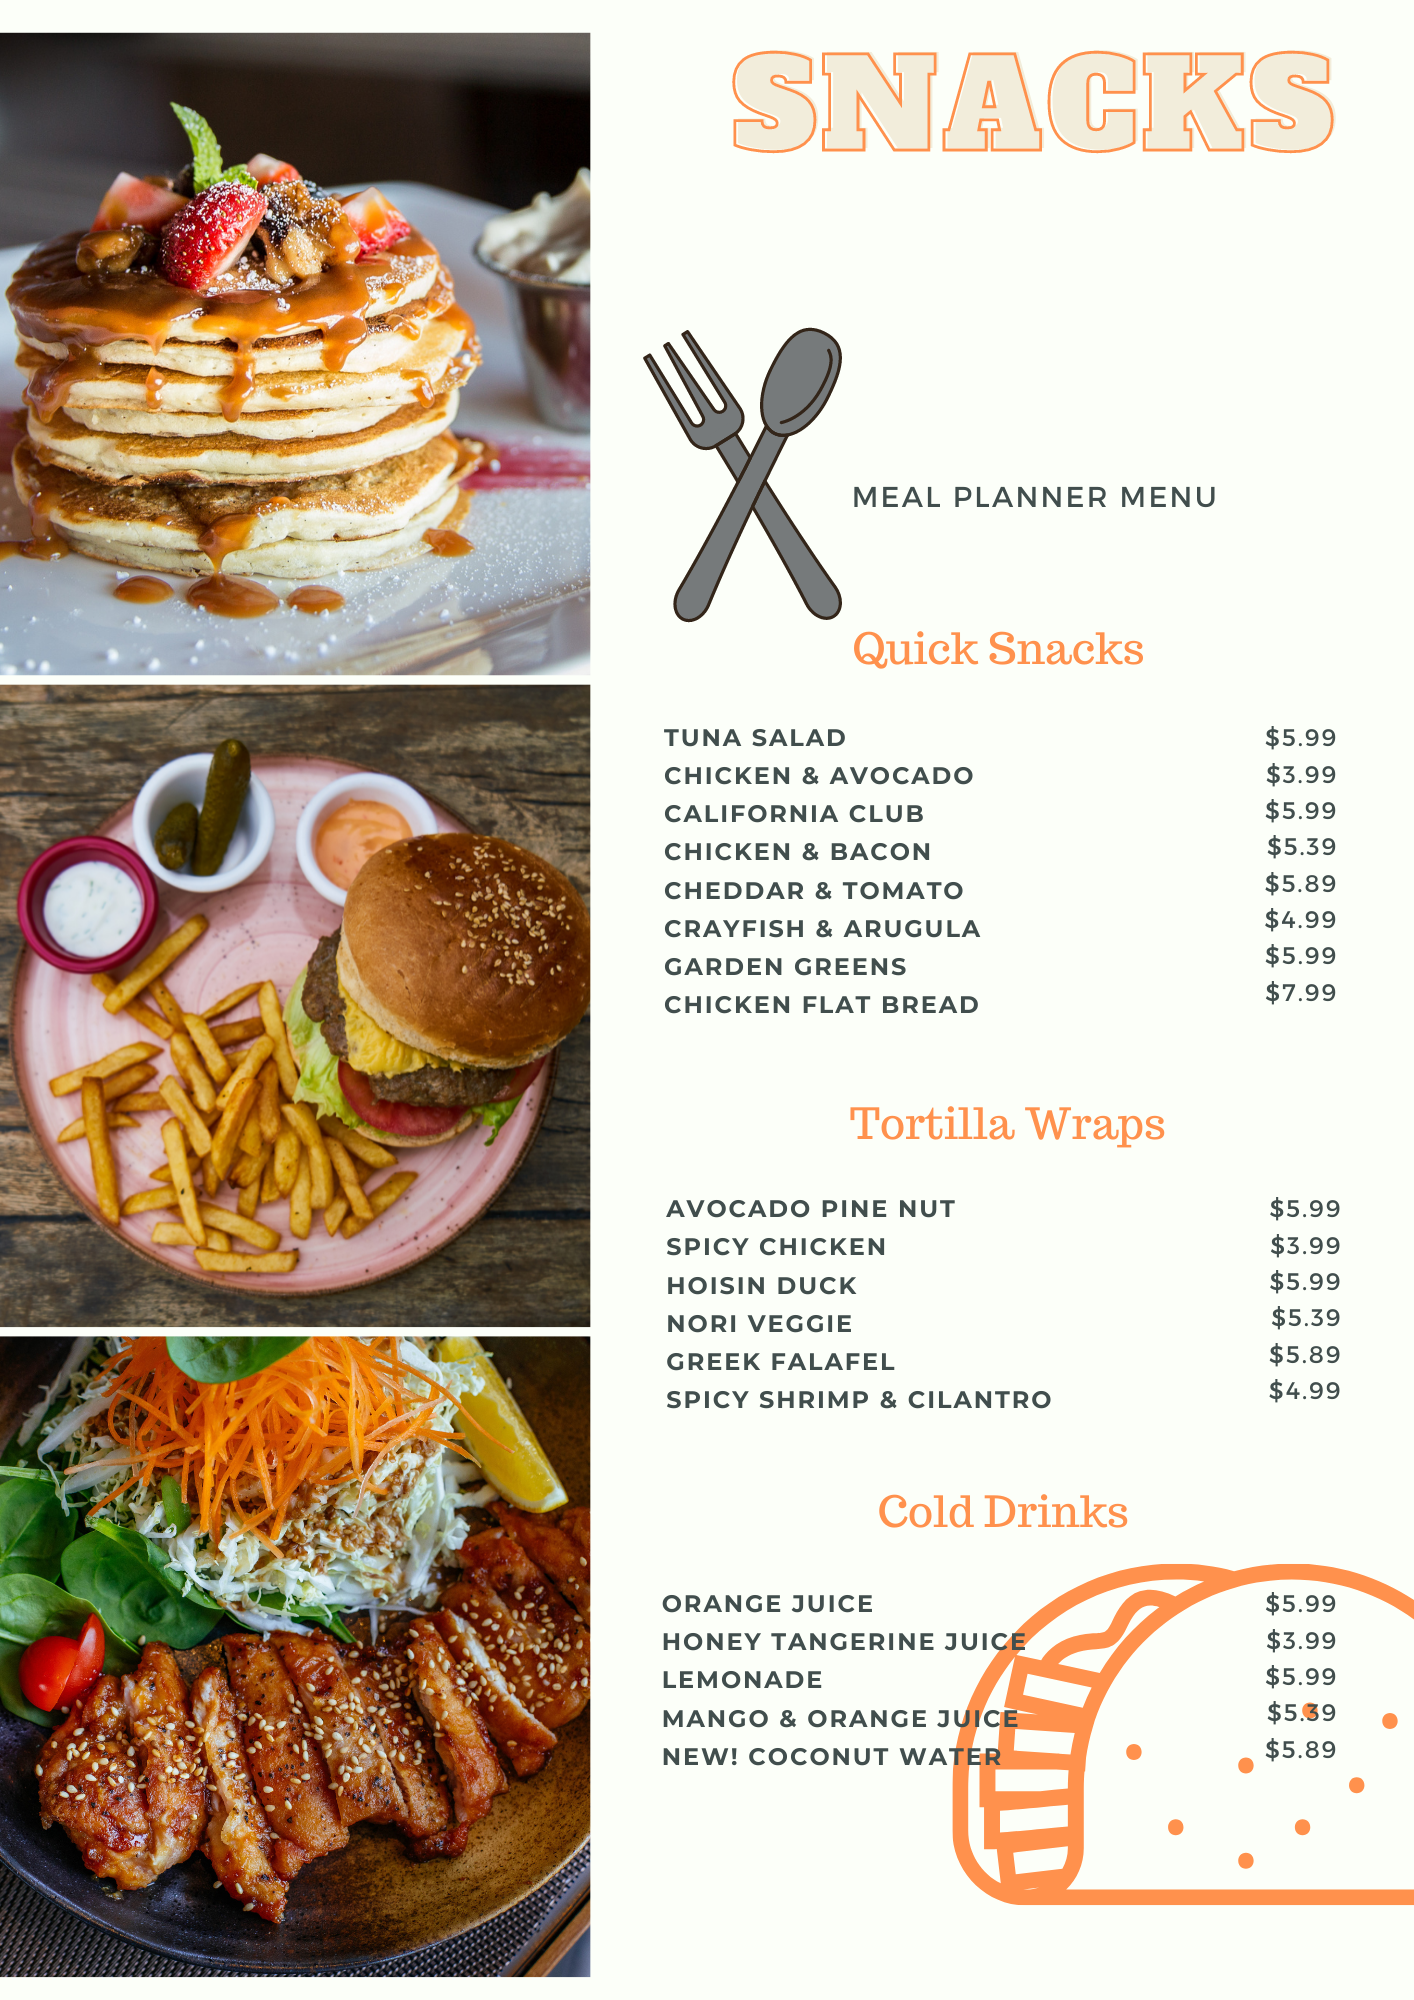 SNACKS
MEAL PLANNER MENU
Quick Snacks
TUNA SALAD $5.99
CHICKEN & AVOCADO $3.99
CALIFORNIA CLUB $5.99
CHICKEN & BACON $5.39
CHEDDAR & TOMATO $5.89
CRAYFISH & ARUGULA $4.99
GARDEN GREENS $5.99
CHICKEN FLAT BREAD $7.99
Tortilla Wraps
AVOCADO PINE NUT $5.99
SPICY CHICKEN $3.99
HOISIN DUCK $5.99
NORI VEGGIE $5.39
GREEK FALAFEL $5.89
SPICY SHRIMP & CILANTRO $4.99
Cold Drinks
ORANGE JUICE $5.99
HONEY TANGERINE JUICE $3.99
LEMONADE $5.99
MANGO & ORANGE JUICE $5.39
NEW! COCONUT WATER $5.89